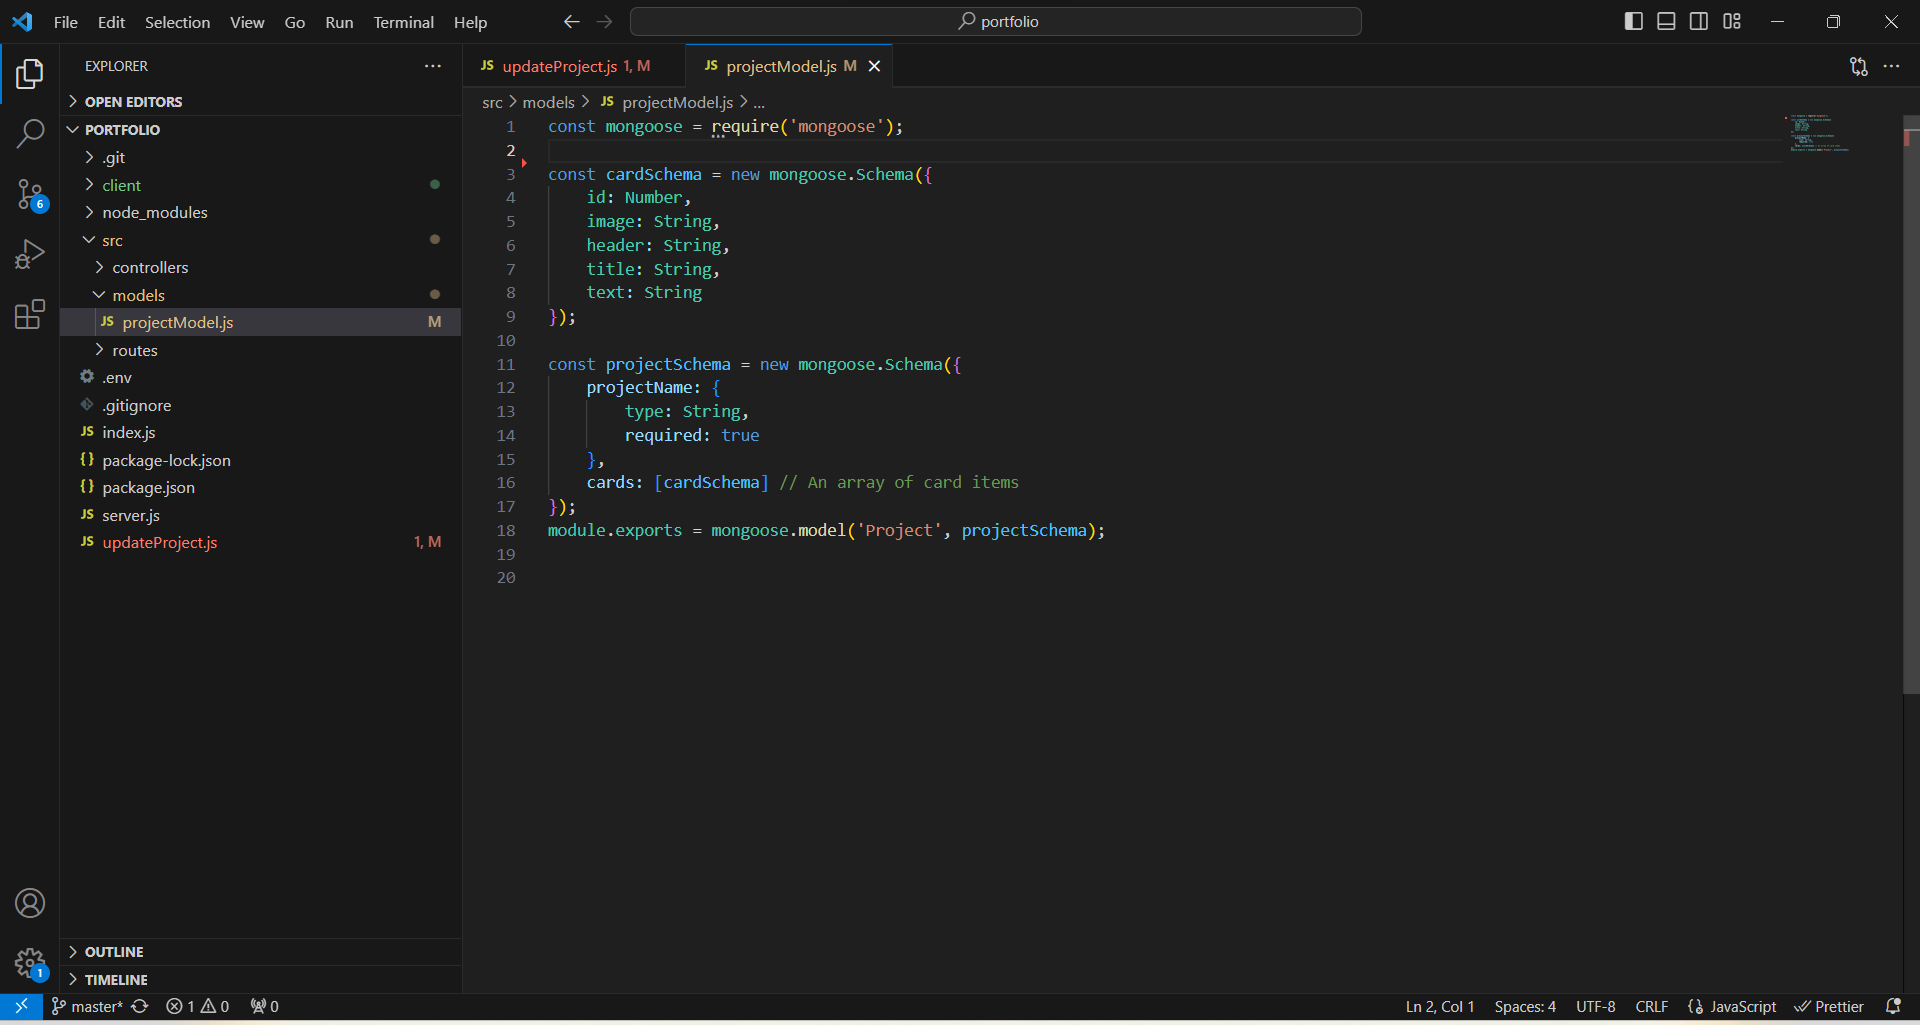 File Edit Selection View Go Run Terminal Help
portfolio
EXPLORER
OPEN EDITORS
PORTFOLIO
.git
client
node_modules
src
controllers
models
JS projectModel.js M
routes
.env
.gitignore
JS index.js
{} package-lock.json
{} package.json
JS server.js
JS updateProject.js 1, M
OUTLINE
TIMELINE
6
1
JS updateProject.js 1, M
JS projectModel.js M
src > models > JS projectModel.js > ...
1 const mongoose = require('mongoose');
2
3 const cardSchema = new mongoose.Schema({
4 id: Number,
5 image: String,
6 header: String,
7 title: String,
8 text: String
9 });
10
11 const projectSchema = new mongoose.Schema({
12 projectName: {
13 type: String,
14 required: true
15 },
16 cards: [cardSchema] // An array of card items
17 });
18 module.exports = mongoose.model('Project', projectSchema);
19
20
master* 1 0 0 Ln 2, Col 1 Spaces: 4 UTF-8 CRLF {} JavaScript Prettier